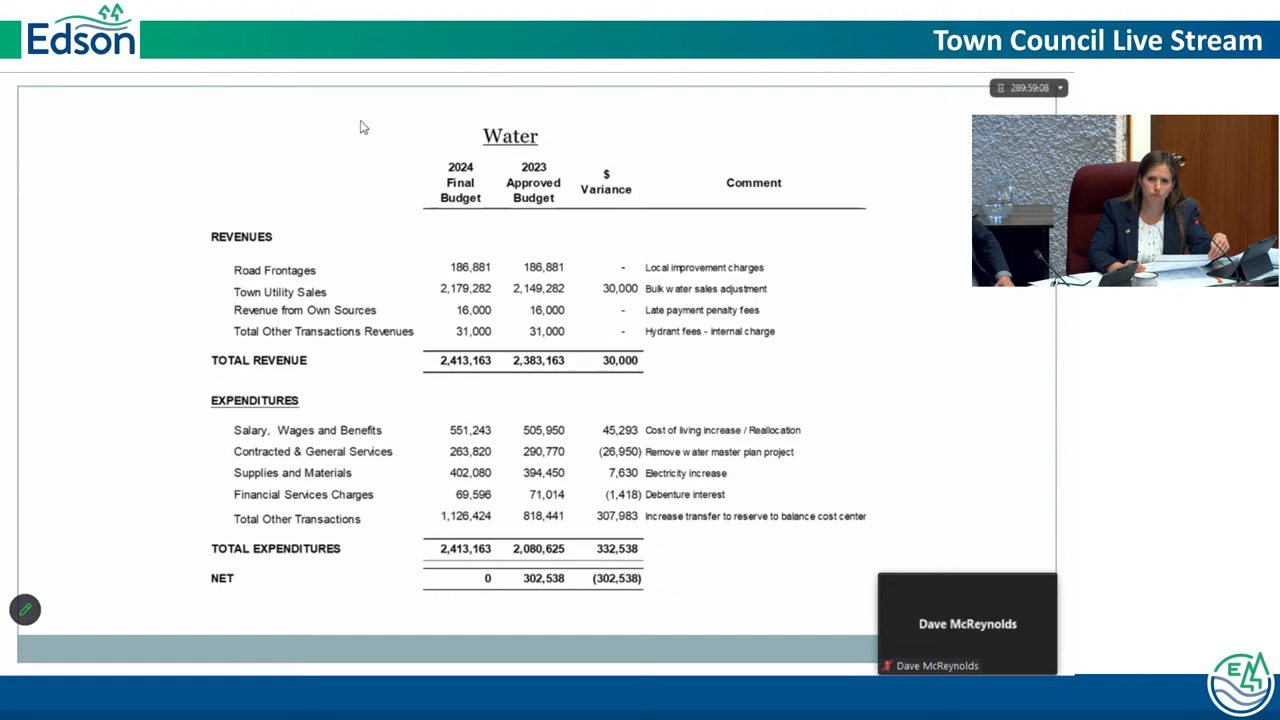 Edson
Town Council Live Stream
289:59:08
Water
2024 Final Budget
2023 Approved Budget
$ Variance
Comment
REVENUES
Road Frontages 186,881 186,881 - Local improvement charges
Town Utility Sales 2,179,282 2,149,282 30,000 Bulk water sales adjustment
Revenue from Own Sources 16,000 16,000 - Late payment penalty fees
Total Other Transactions Revenues 31,000 31,000 - Hydrant fees - internal charge
TOTAL REVENUE 2,413,163 2,383,163 30,000
EXPENDITURES
Salary, Wages and Benefits 551,243 505,950 45,293 Cost of living increase / Reallocation
Contracted & General Services 263,820 290,770 (26,950) Remove water master plan project
Supplies and Materials 402,080 394,450 7,630 Electricity increase
Financial Services Charges 69,596 71,014 (1,418) Debenture interest
Total Other Transactions 1,126,424 818,441 307,983 Increase transfer to reserve to balance cost center
TOTAL EXPENDITURES 2,413,163 2,080,625 332,538
NET 0 302,538 (302,538)
Dave McReynolds
Dave McReynolds